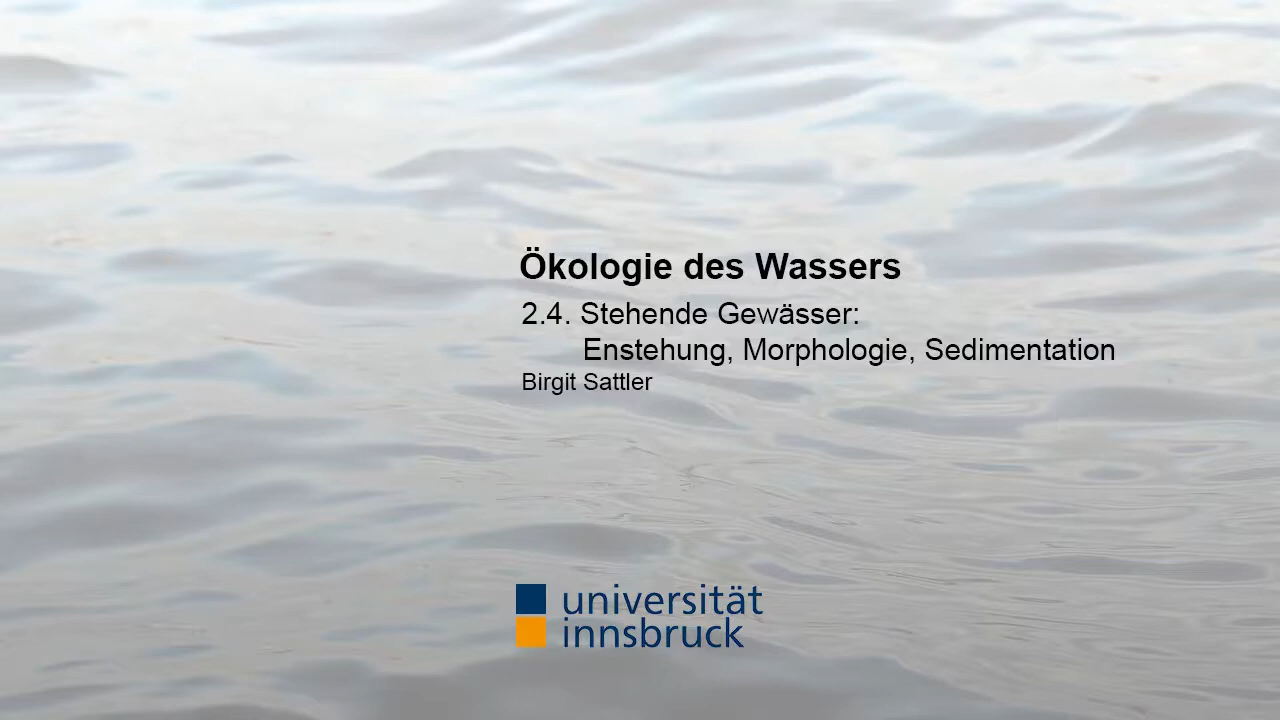 Ökologie des Wassers
2.4. Stehende Gewässer:
Enstehung, Morphologie, Sedimentation
Birgit Sattler
universität
innsbruck